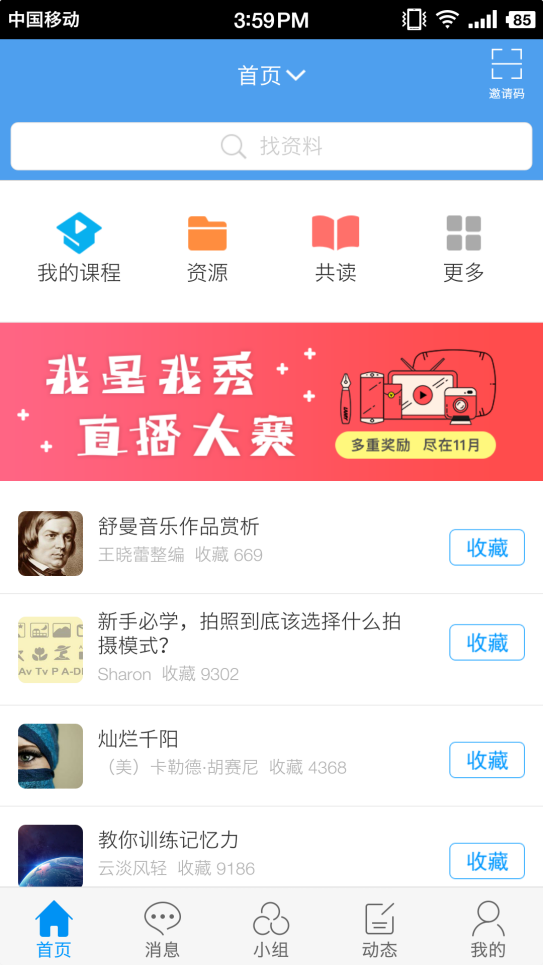 中国移动 3:59PM 85
首页
邀请码
找资料
我的课程 资源 共读 更多
我是我秀
直播大赛
多重奖励 尽在11月
舒曼音乐作品赏析
王晓蕾整编 收藏 669
收藏
新手必学，拍照到底该选择什么拍
摄模式？
Sharon 收藏 9302
收藏
Av Tv P A-DI
灿烂千阳
（美）卡勒德·胡赛尼 收藏 4368
收藏
教你训练记忆力
云淡风轻 收藏 9186
收藏
首页 消息 小组 动态 我的